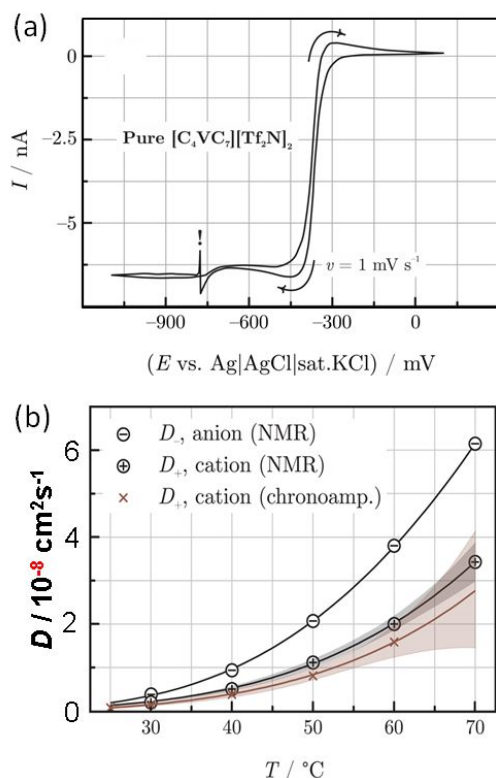 (a)
0
−2.5
−5
I / nA
Pure [C₄VC₇][Tf₂N]₂
!
v = 1 mV s⁻¹
−900
−600
−300
0
(E vs. Ag|AgCl|sat.KCl) / mV
(b)
D₋, anion (NMR)
D₊, cation (NMR)
D₊, cation (chronoamp.)
6
4
2
0
D / 10⁻⁸ cm²s⁻¹
30
40
50
60
70
T / °C